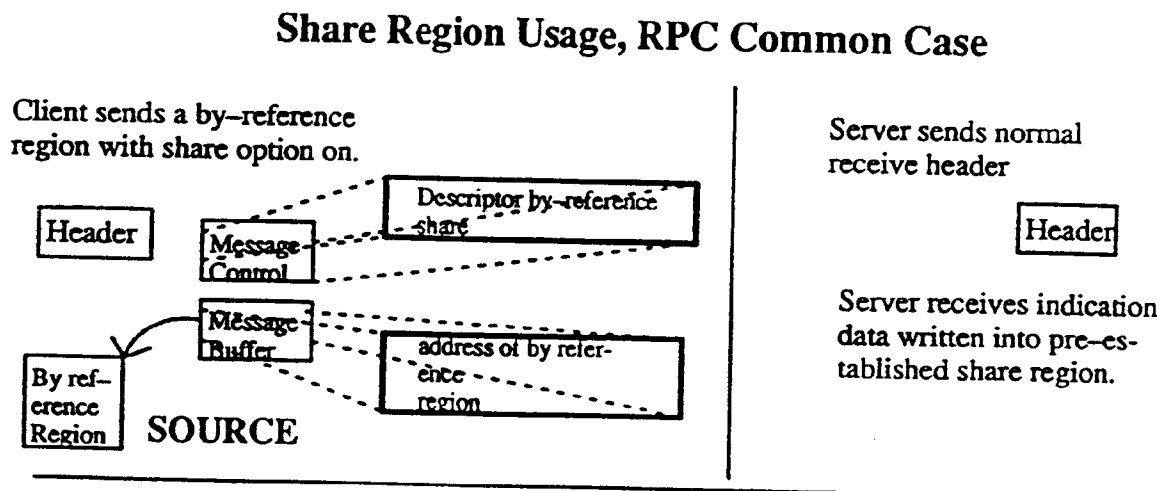 Share Region Usage, RPC Common Case
Client sends a by–reference
region with share option on.
Header
Message
Control
Descriptor by–reference
share
Message
Buffer
address of by refer-
ence
region
By ref–
erence
Region
SOURCE
Server sends normal
receive header
Header
Server receives indication
data written into pre–es-
tablished share region.